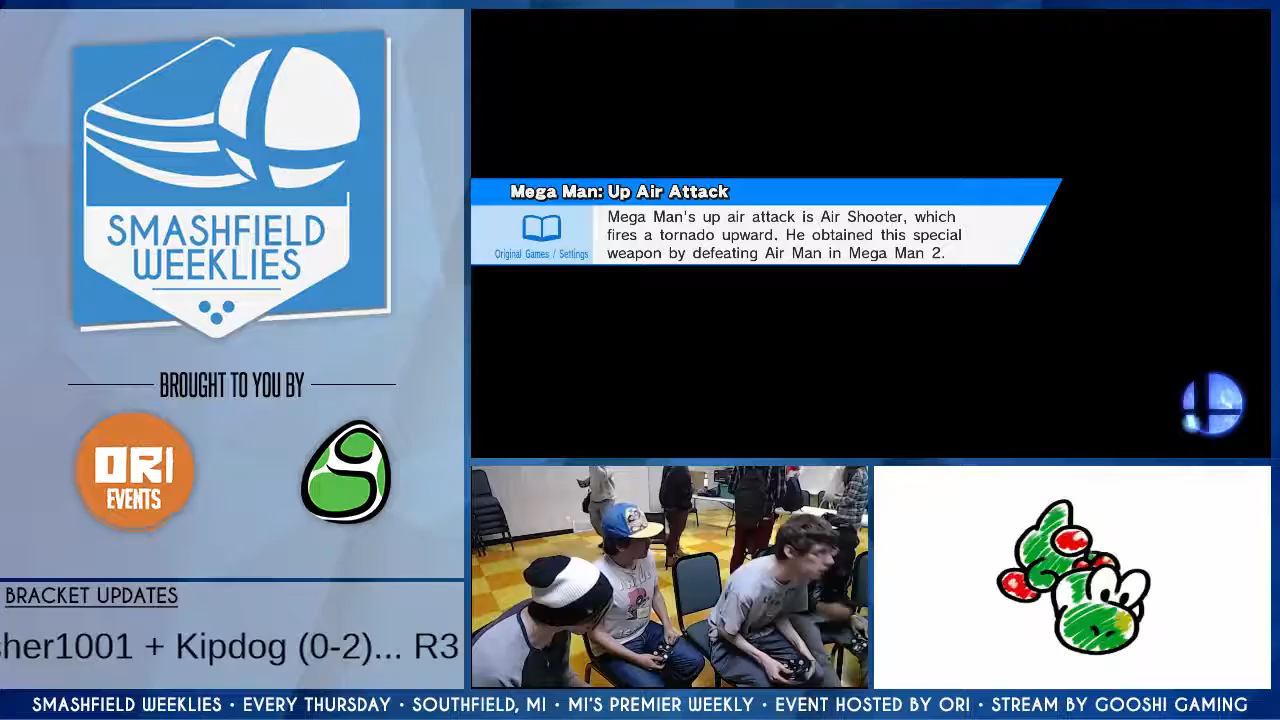 SMASHFIELD
WEEKLIES
BROUGHT TO YOU BY
ORI
EVENTS
S
Mega Man: Up Air Attack
Original Games / Settings
Mega Man's up air attack is Air Shooter, which
fires a tornado upward. He obtained this special
weapon by defeating Air Man in Mega Man 2.
BRACKET UPDATES
sher1001 + Kipdog (0-2)... R3
SMASHFIELD WEEKLIES • EVERY THURSDAY • SOUTHFIELD, MI • MI'S PREMIER WEEKLY • EVENT HOSTED BY ORI • STREAM BY GOOSHI GAMING